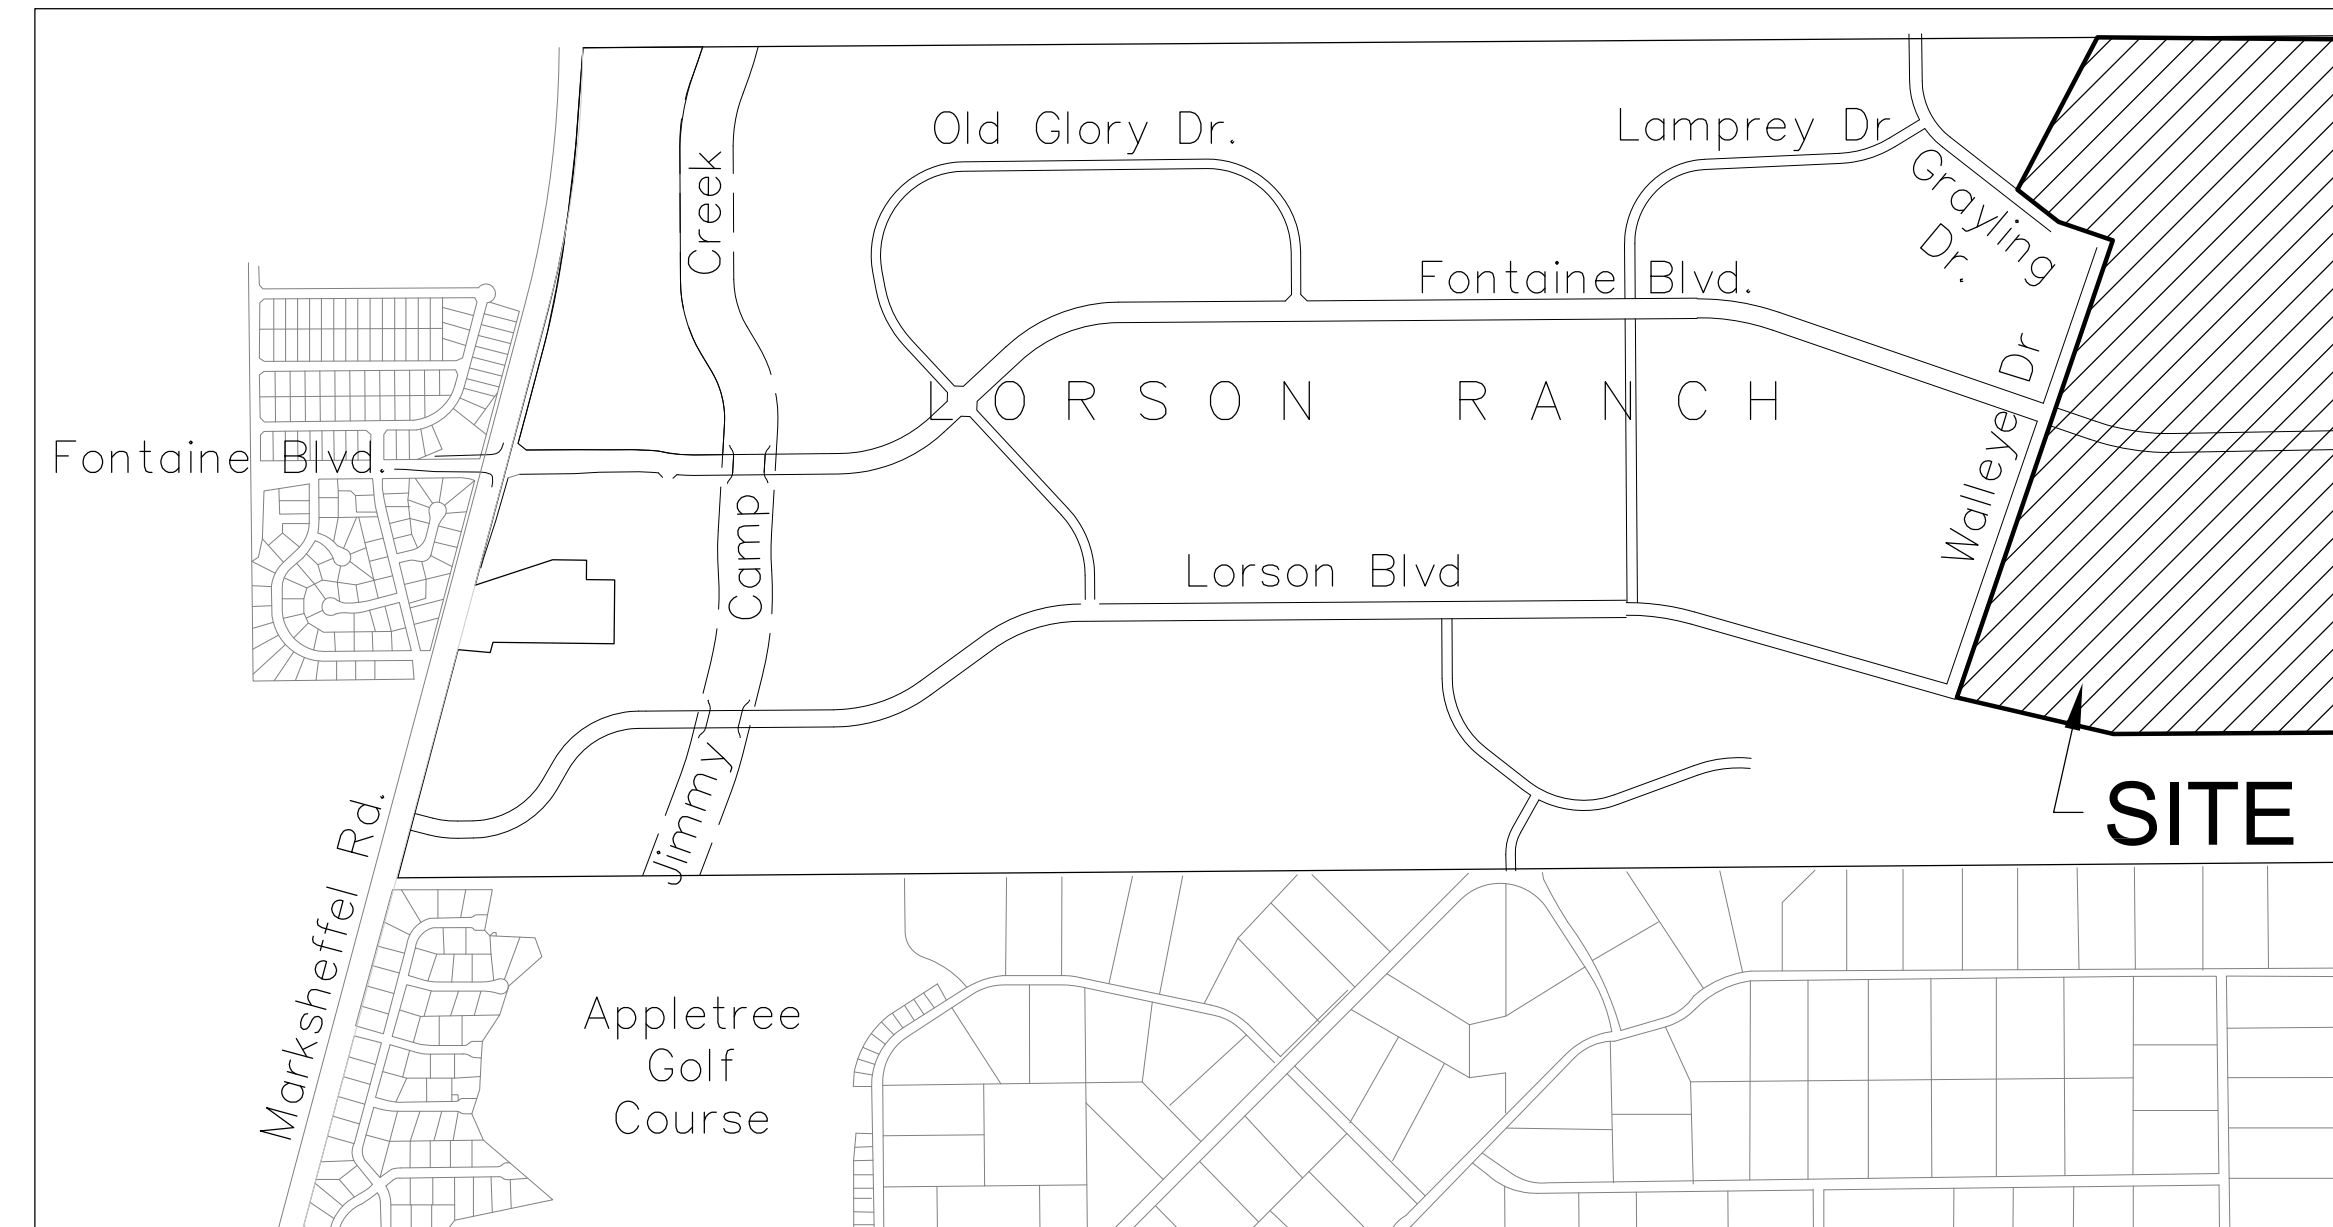 Old Glory Dr.
Lamprey Dr
Creek
Grayling
Dr.
Fontaine Blvd.
Walleye Dr
LORSON RANCH
Fontaine Blvd.
Camp
Lorson Blvd
Jimmy
SITE
Marksheffel Rd.
Appletree
Golf
Course